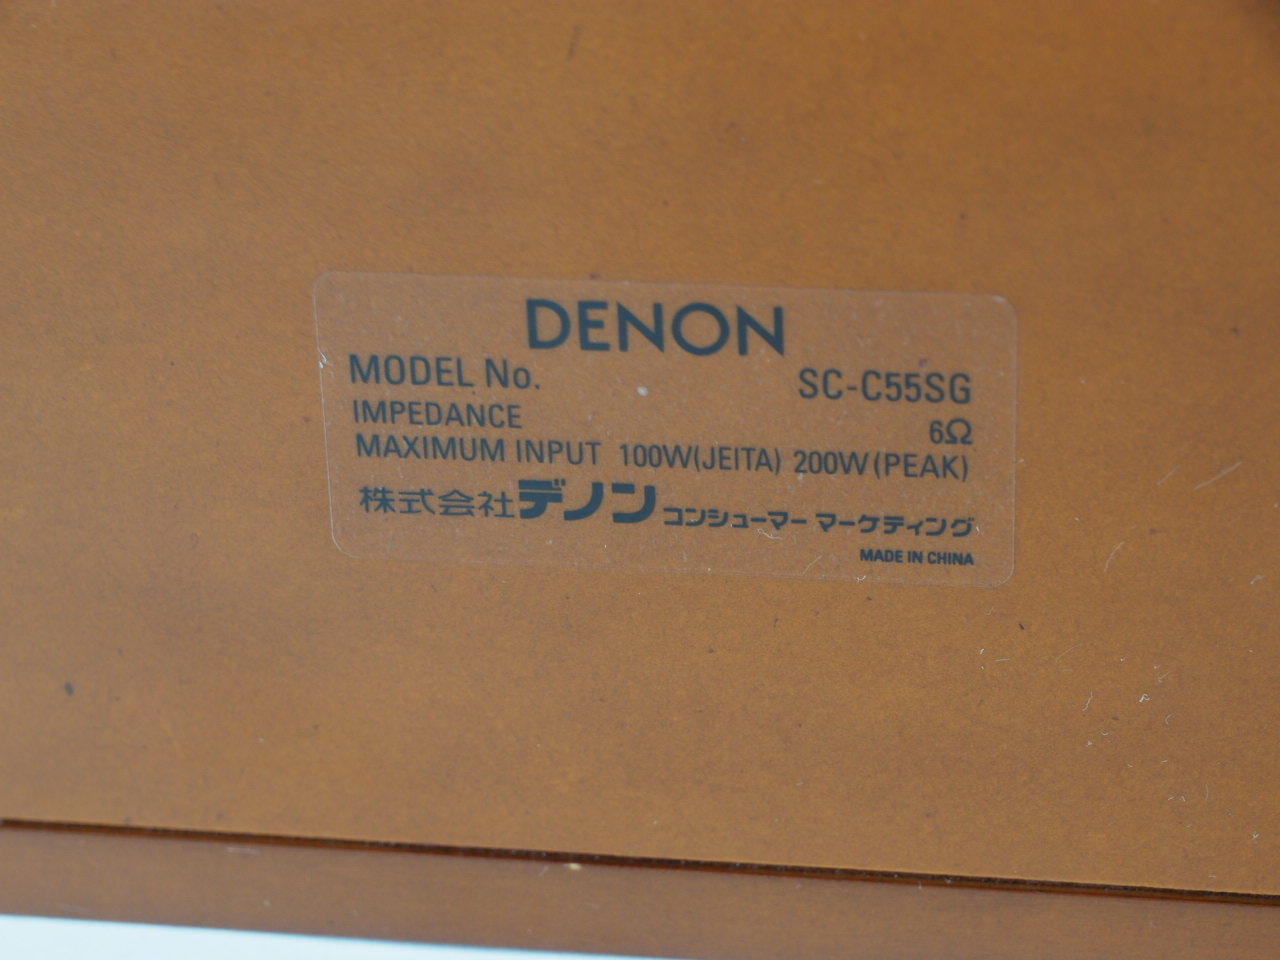 DENON
MODEL No. SC-C55SG
IMPEDANCE 6Ω
MAXIMUM INPUT 100W(JEITA) 200W(PEAK)
株式会社デノン コンシューマー マーケティング
MADE IN CHINA